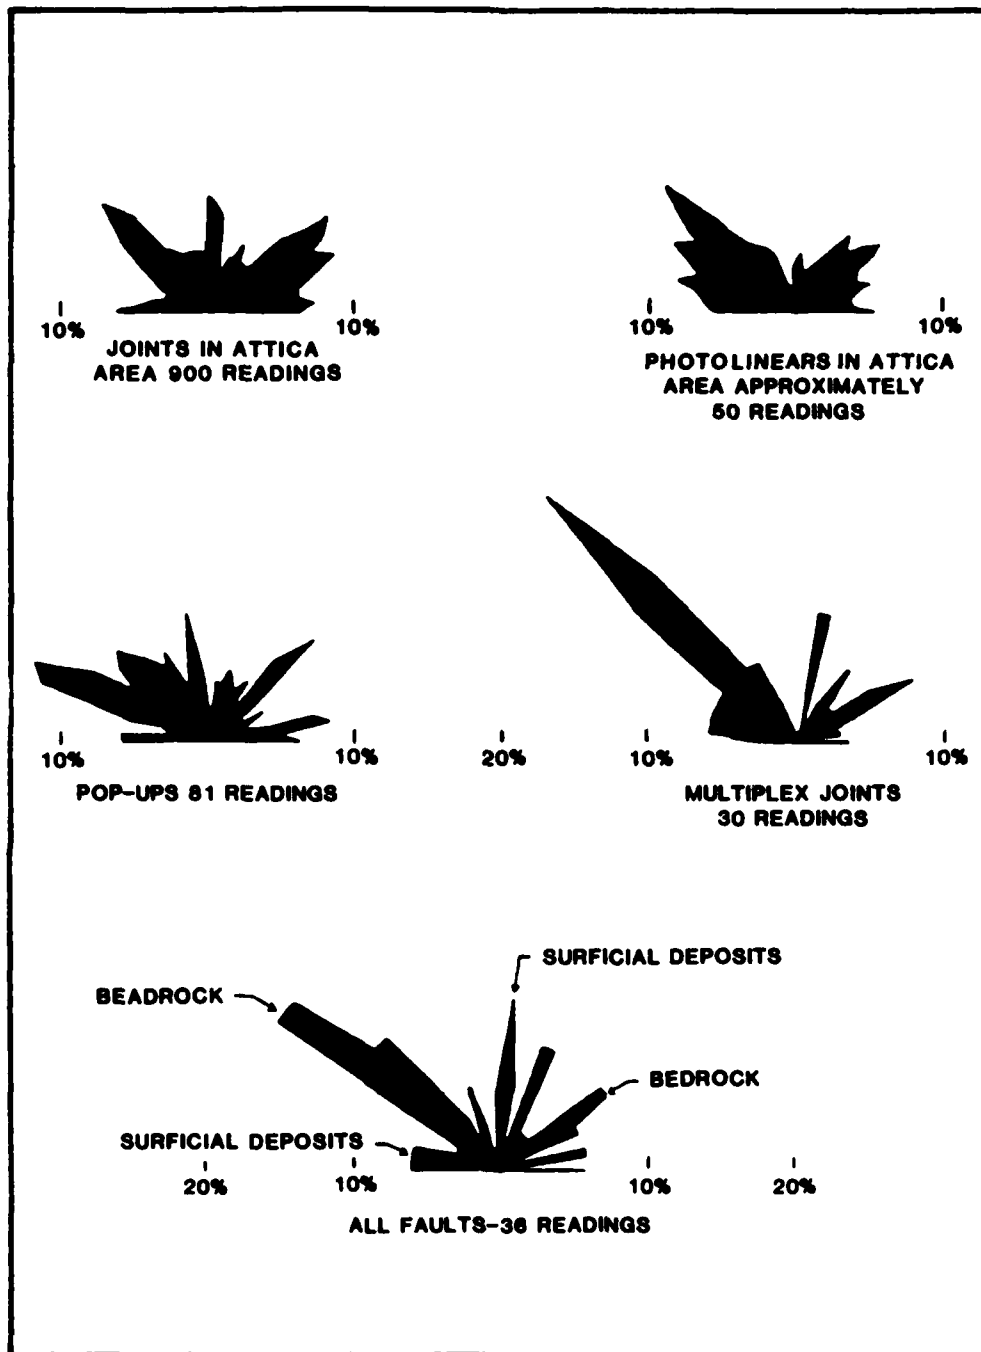 10% 10%
JOINTS IN ATTICA
AREA 900 READINGS
10% 10%
PHOTOLINEARS IN ATTICA
AREA APPROXIMATELY
50 READINGS
10% 10%
POP-UPS 81 READINGS
20% 10% 10%
MULTIPLEX JOINTS
30 READINGS
SURFICIAL DEPOSITS
BEADROCK
BEDROCK
SURFICIAL DEPOSITS
20% 10% 10% 20%
ALL FAULTS-36 READINGS